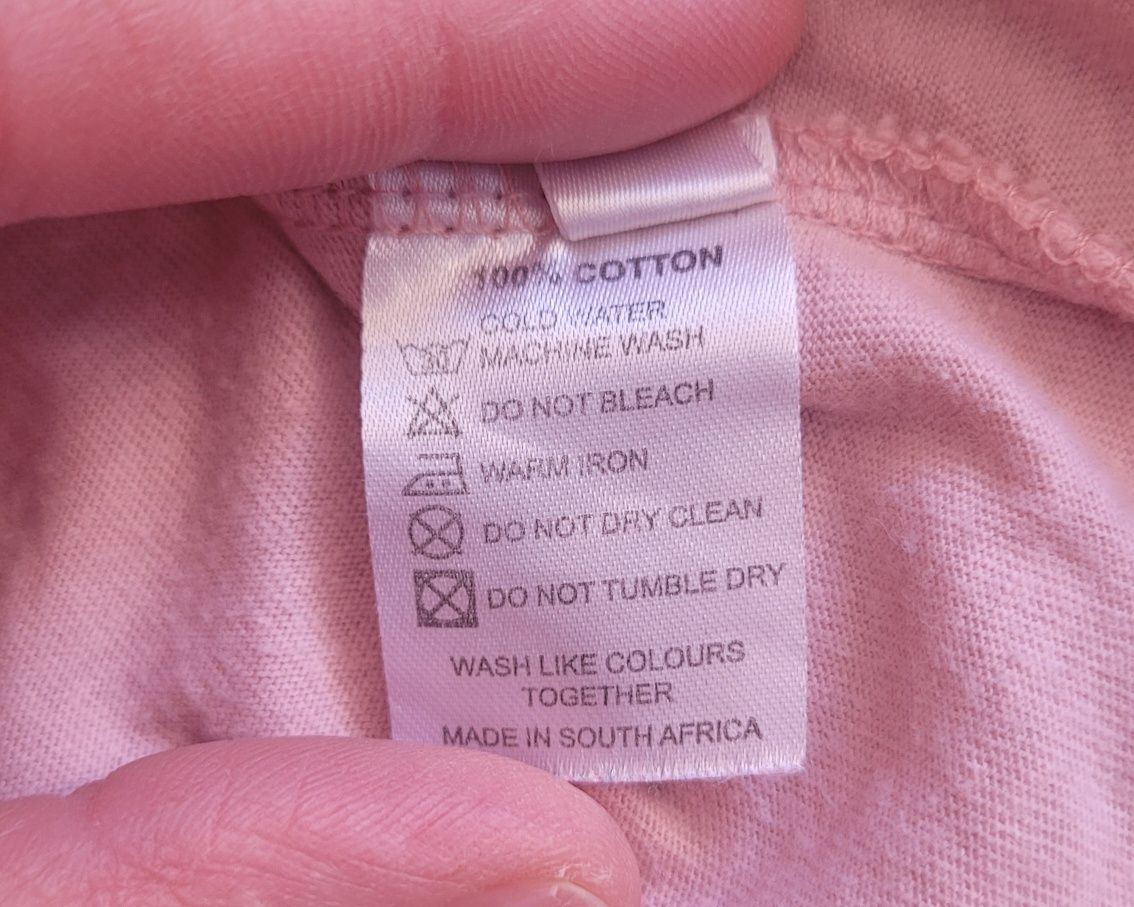 100% COTTON
COLD WATER
30 MACHINE WASH
DO NOT BLEACH
WARM IRON
DO NOT DRY CLEAN
DO NOT TUMBLE DRY
WASH LIKE COLOURS
TOGETHER
MADE IN SOUTH AFRICA